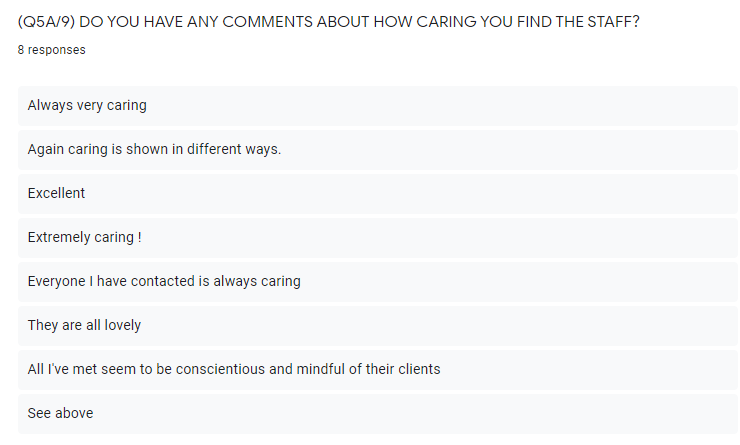 (Q5A/9) DO YOU HAVE ANY COMMENTS ABOUT HOW CARING YOU FIND THE STAFF?
8 responses
Always very caring
Again caring is shown in different ways.
Excellent
Extremely caring !
Everyone I have contacted is always caring
They are all lovely
All I've met seem to be conscientious and mindful of their clients
See above